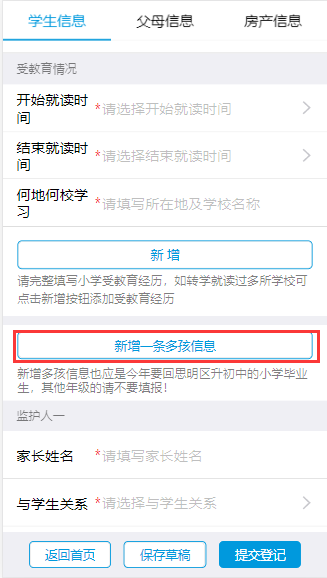 学生信息 父母信息 房产信息
受教育情况
开始就读时 *请选择开始就读时间
间
结束就读时 *请选择结束就读时间
间
何地何校学 *请填写所在地及学校名称
习
新 增
请完整填写小学受教育经历，如转学就读过多所学校可
点击新增按钮添加受教育经历
新增一条多孩信息
新增多孩信息也应是今年要回思明区升初中的小学毕业
生，其他年级的请不要填报！
监护人一
家长姓名 *请填写家长姓名
与学生关系 *请选择与学生关系
返回首页 保存草稿 提交登记